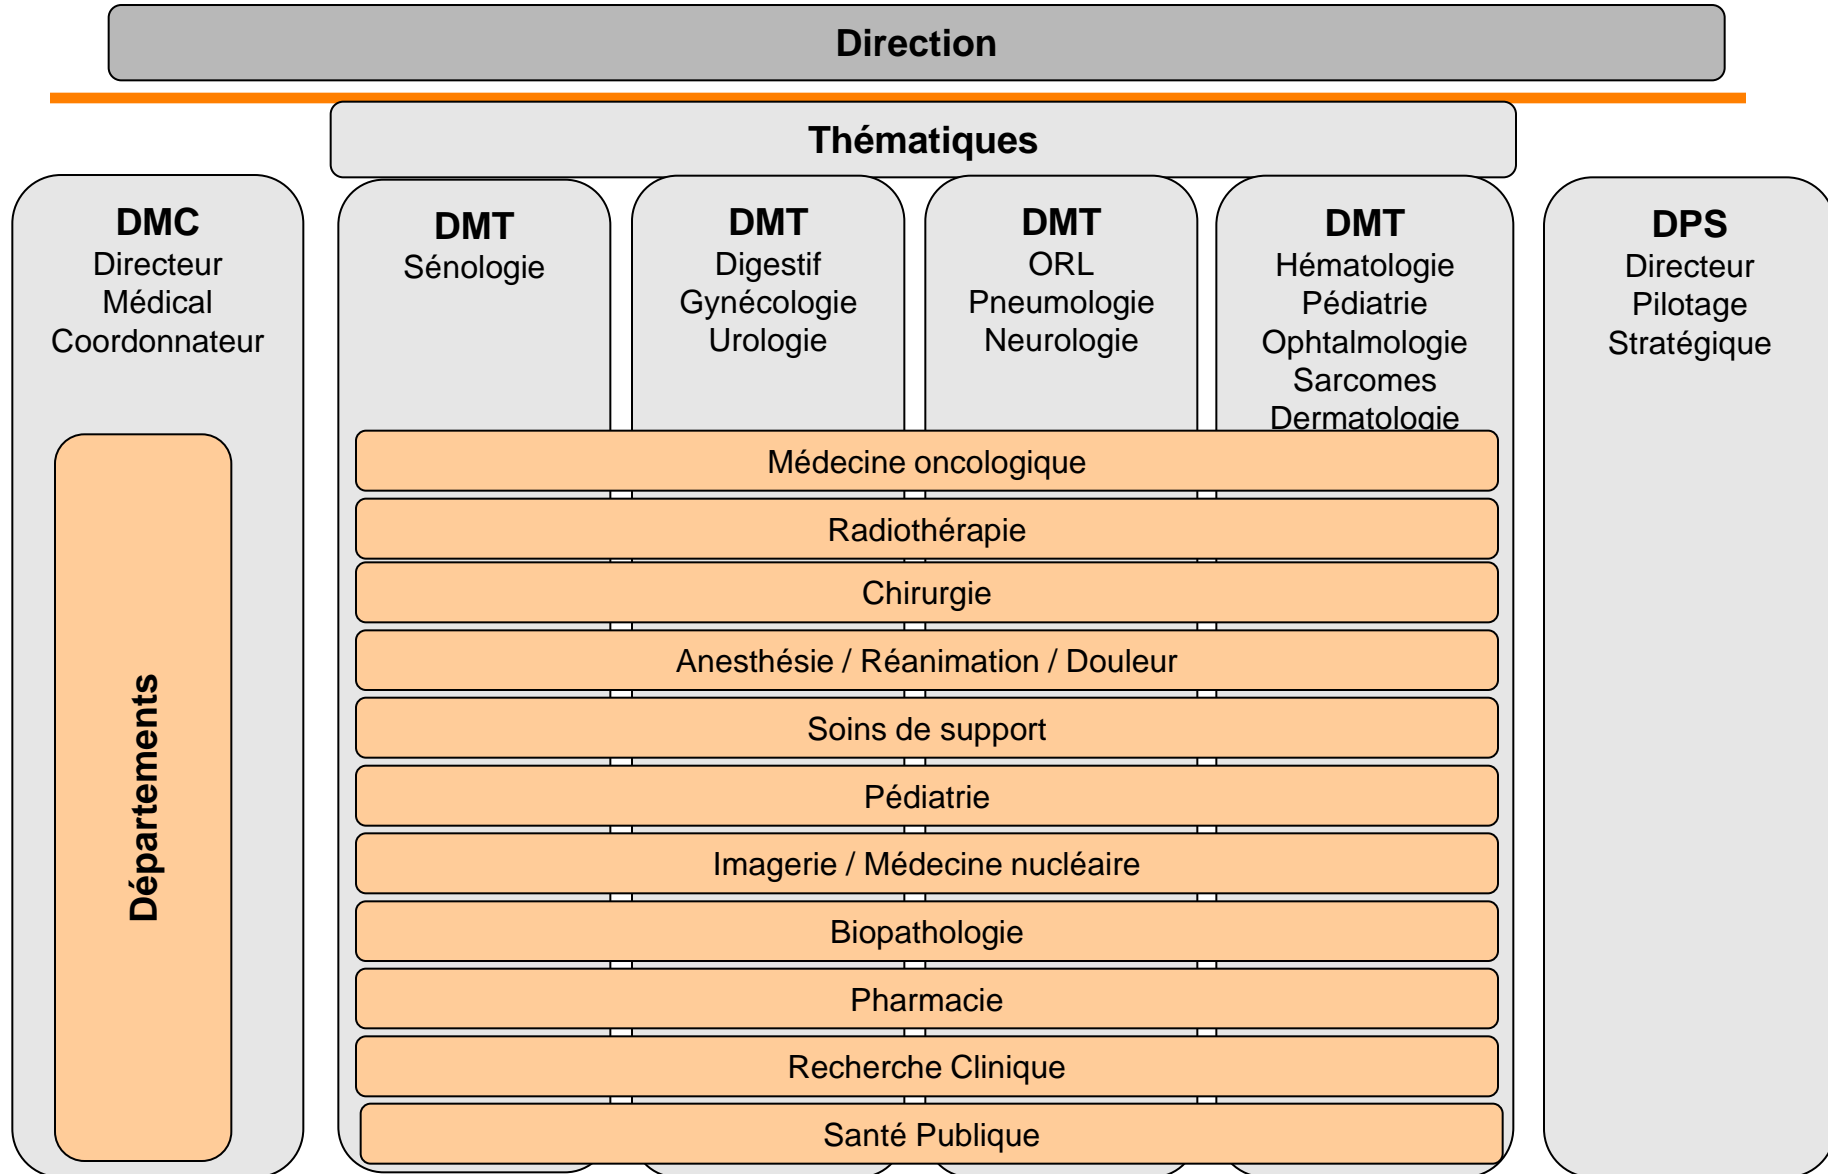 Direction
Thématiques
DMC
Directeur
Médical
Coordonnateur
DMT
Sénologie
DMT
Digestif
Gynécologie
Urologie
DMT
ORL
Pneumologie
Neurologie
DMT
Hématologie
Pédiatrie
Ophtalmologie
Sarcomes
Dermatologie
DPS
Directeur
Pilotage
Stratégique
Départements
Médecine oncologique
Radiothérapie
Chirurgie
Anesthésie / Réanimation / Douleur
Soins de support
Pédiatrie
Imagerie / Médecine nucléaire
Biopathologie
Pharmacie
Recherche Clinique
Santé Publique